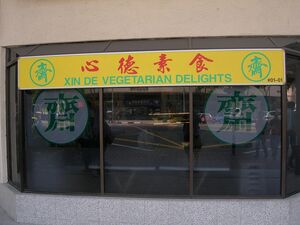 齋 心德素食 齋
XIN DE VEGETARIAN DELIGHTS
#01-01
齋 齋